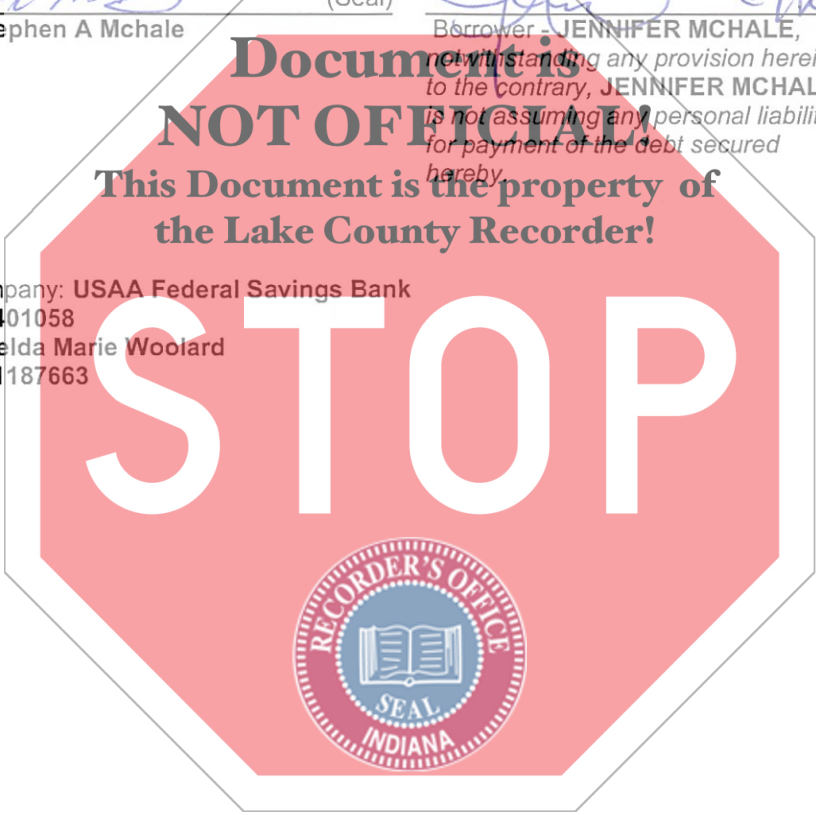 (Seal)
ephen A Mchale
Borrower - JENNIFER MCHALE,
notwithstanding any provision herei
to the contrary, JENNIFER MCHAL
is not assuming any personal liabilit
for payment of the debt secured
hereby.
Document is
NOT OFFICIAL!
This Document is the property of
the Lake County Recorder!
npany: USAA Federal Savings Bank
401058
elda Marie Woolard
1187663
STOP
RECORDER'S OFFICE
SEAL
INDIANA